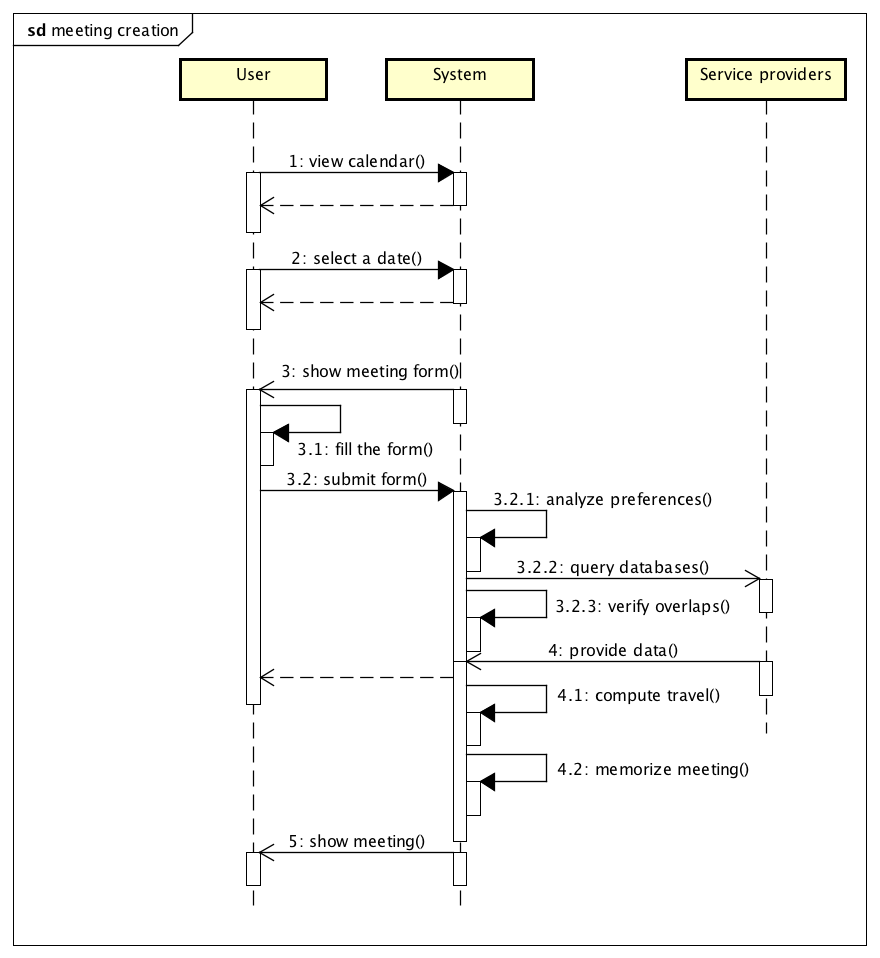 sd meeting creation
User
System
Service providers
1: view calendar()
2: select a date()
3: show meeting form()
3.1: fill the form()
3.2: submit form()
3.2.1: analyze preferences()
3.2.2: query databases()
3.2.3: verify overlaps()
4: provide data()
4.1: compute travel()
4.2: memorize meeting()
5: show meeting()